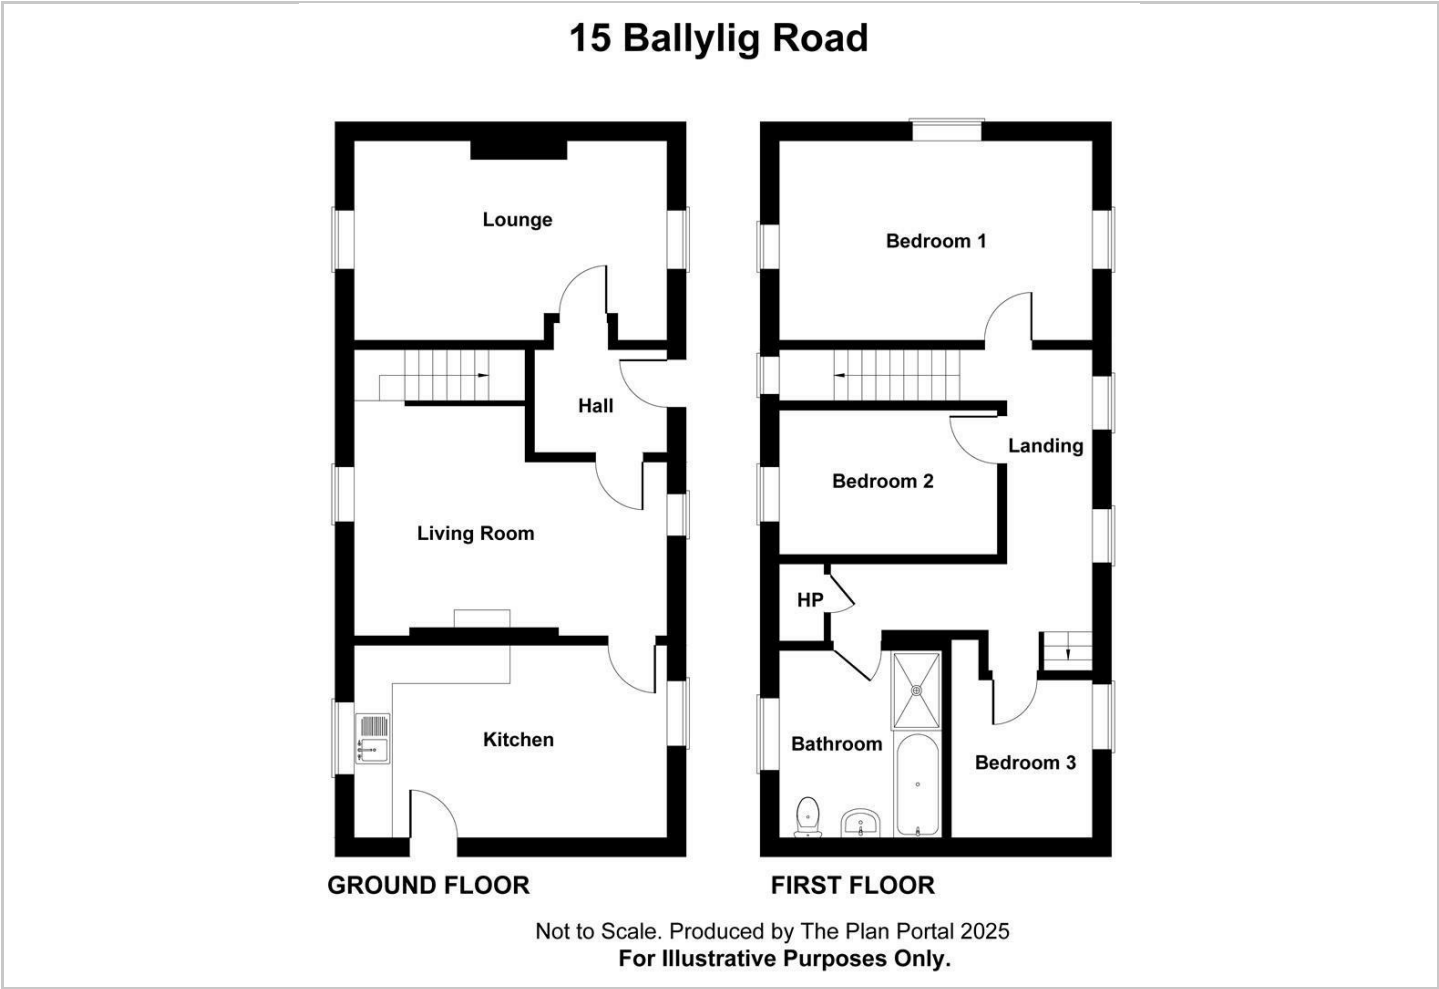 15 Ballylig Road
Lounge
Hall
Living Room
Kitchen
GROUND FLOOR
Bedroom 1
Landing
Bedroom 2
HP
Bathroom
Bedroom 3
FIRST FLOOR
Not to Scale. Produced by The Plan Portal 2025
For Illustrative Purposes Only.